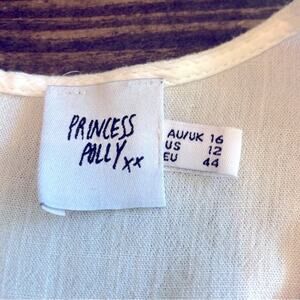 PRINCESS
POLLY xx
AU/UK 16
US 12
EU 44